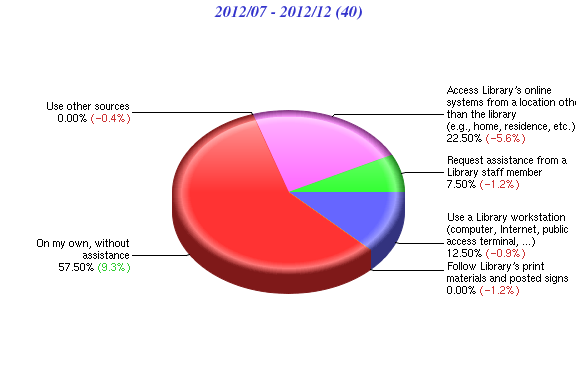 2012/07 - 2012/12 (40)
Use other sources
0.00% (-0.4%)
Access Library's online
systems from a location othe
than the library
(e.g., home, residence, etc.)
22.50% (-5.6%)
Request assistance from a
Library staff member
7.50% (-1.2%)
Use a Library workstation
(computer, Internet, public
access terminal, ...)
12.50% (-0.9%)
On my own, without
assistance
57.50% (9.3%)
Follow Library's print
materials and posted signs
0.00% (-1.2%)